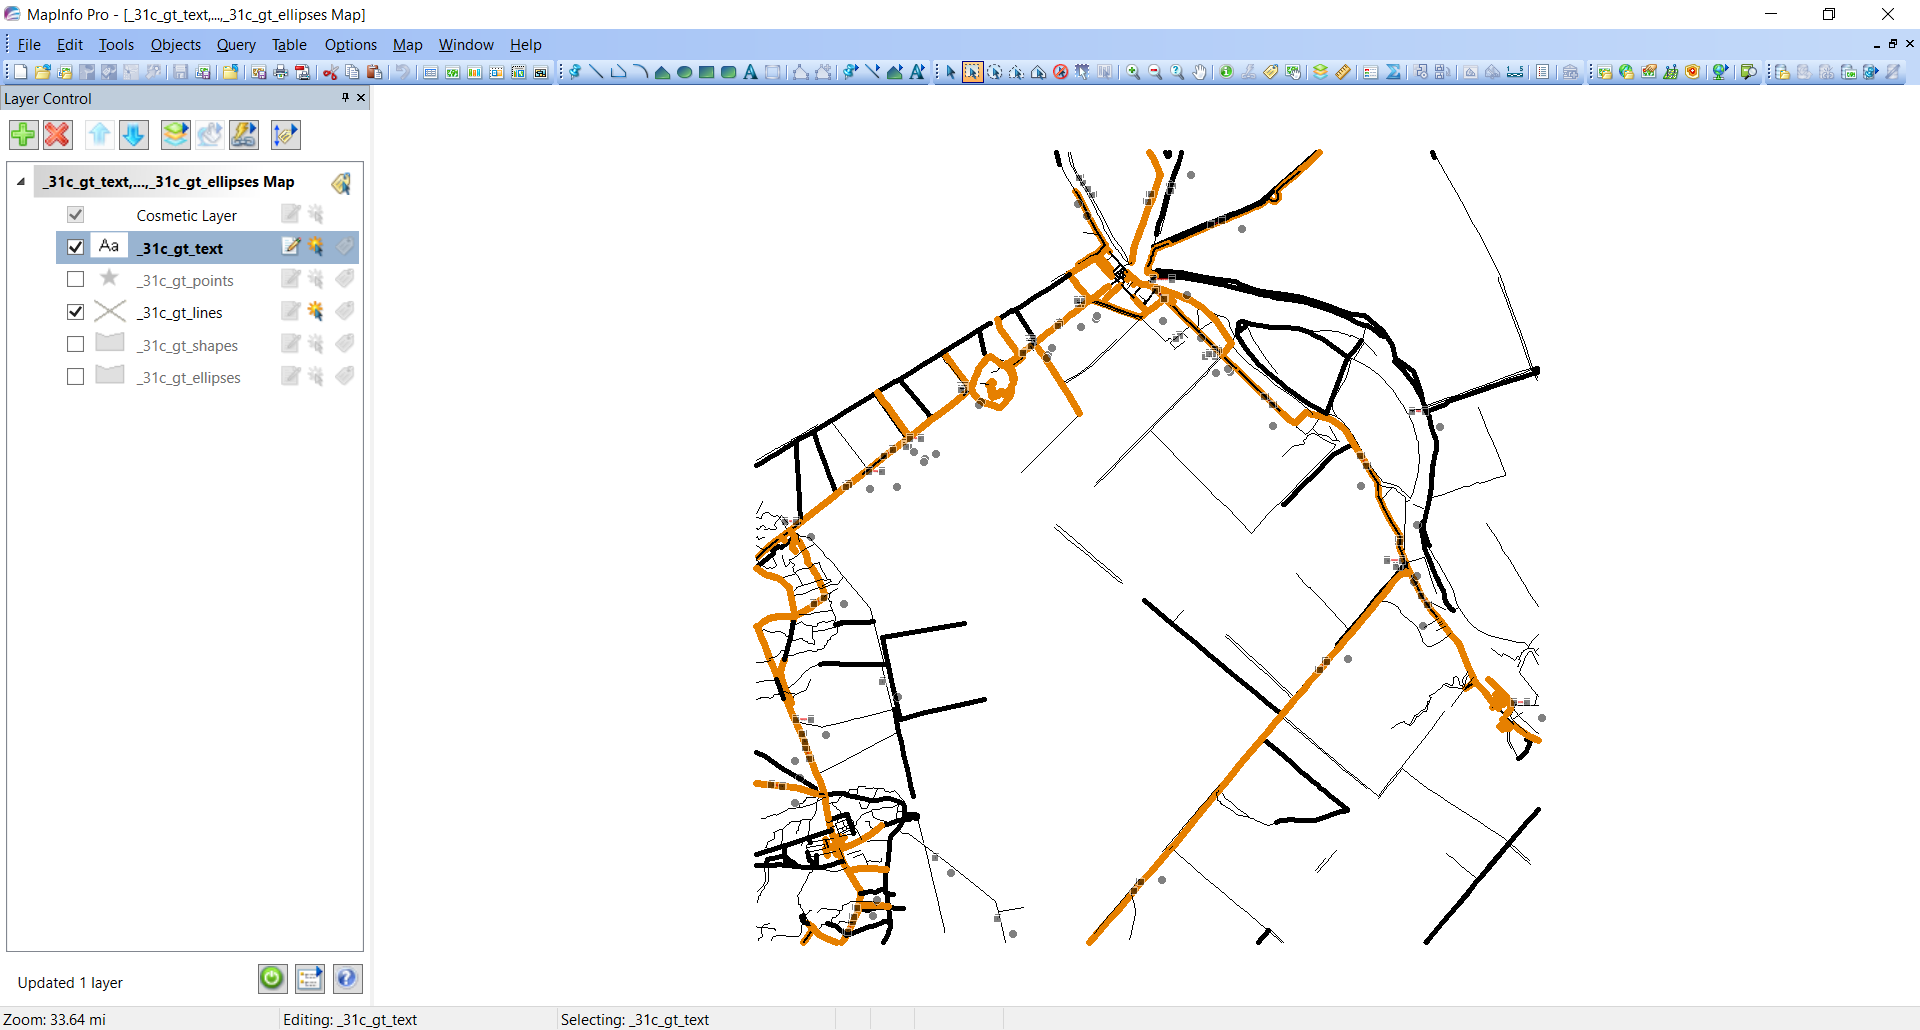 MapInfo Pro - [_31c_gt_text,...,_31c_gt_ellipses Map]
File Edit Tools Objects Query Table Options Map Window Help
Layer Control
_31c_gt_text,...,_31c_gt_ellipses Map
Cosmetic Layer
Aa _31c_gt_text
_31c_gt_points
_31c_gt_lines
_31c_gt_shapes
_31c_gt_ellipses
Updated 1 layer
Zoom: 33.64 mi Editing: _31c_gt_text Selecting: _31c_gt_text